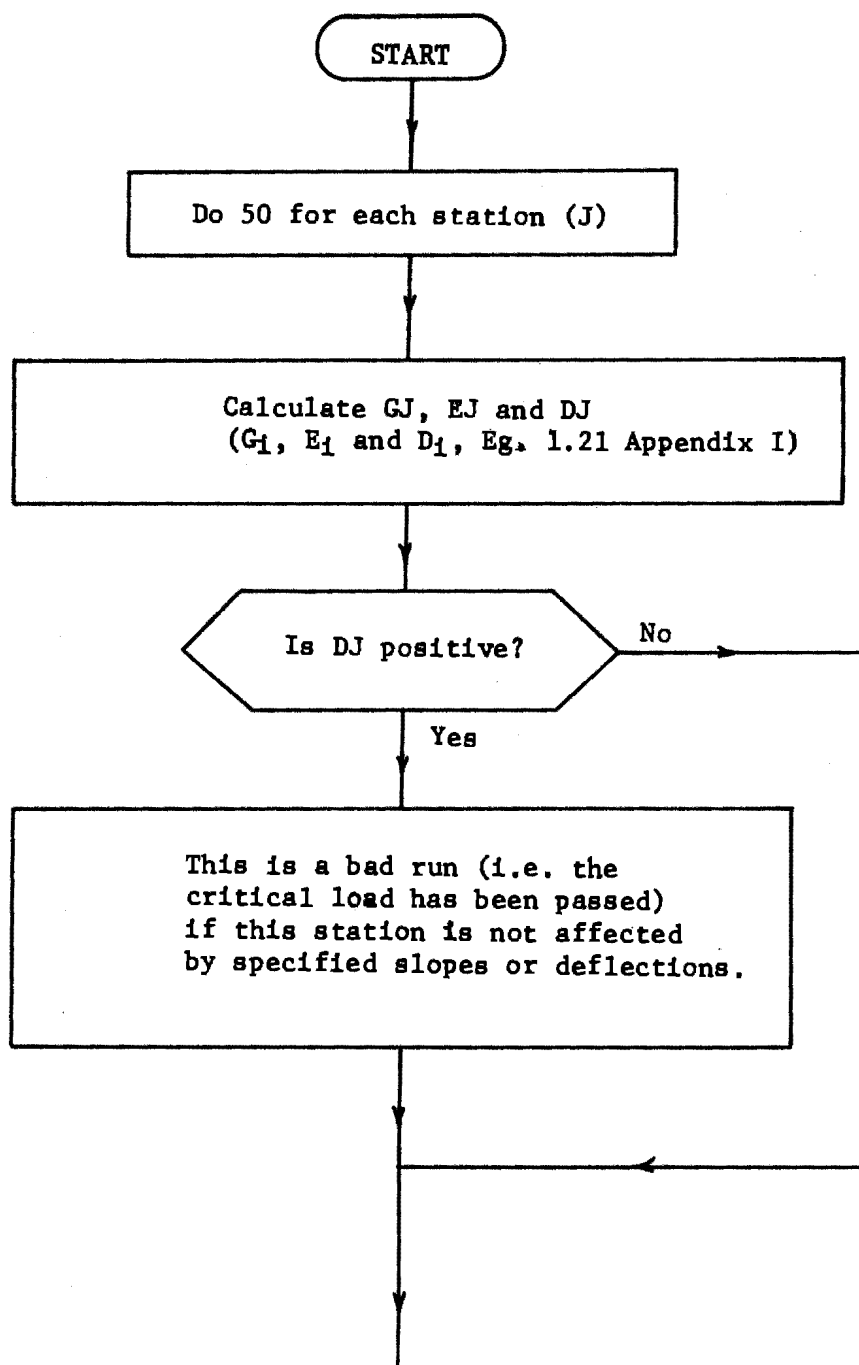 START
Do 50 for each station (J)
Calculate GJ, EJ and DJ
(Gi, Ei and Di, Eg. 1.21 Appendix I)
Is DJ positive?
No
Yes
This is a bad run (i.e. the
critical load has been passed)
if this station is not affected
by specified slopes or deflections.